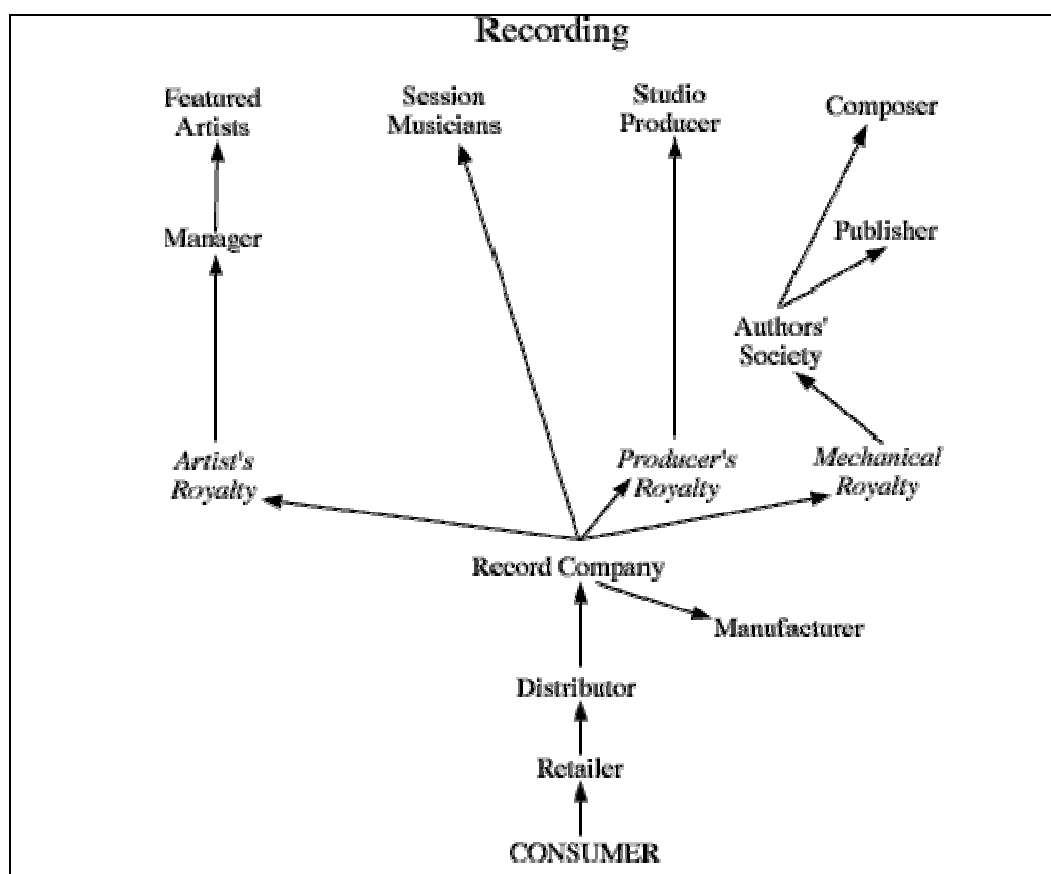 Recording
Featured
Artists
Session
Musicians
Studio
Producer
Composer
Manager
Publisher
Authors'
Society
Artist's
Royalty
Producer's
Royalty
Mechanical
Royalty
Record Company
Manufacturer
Distributor
Retailer
CONSUMER